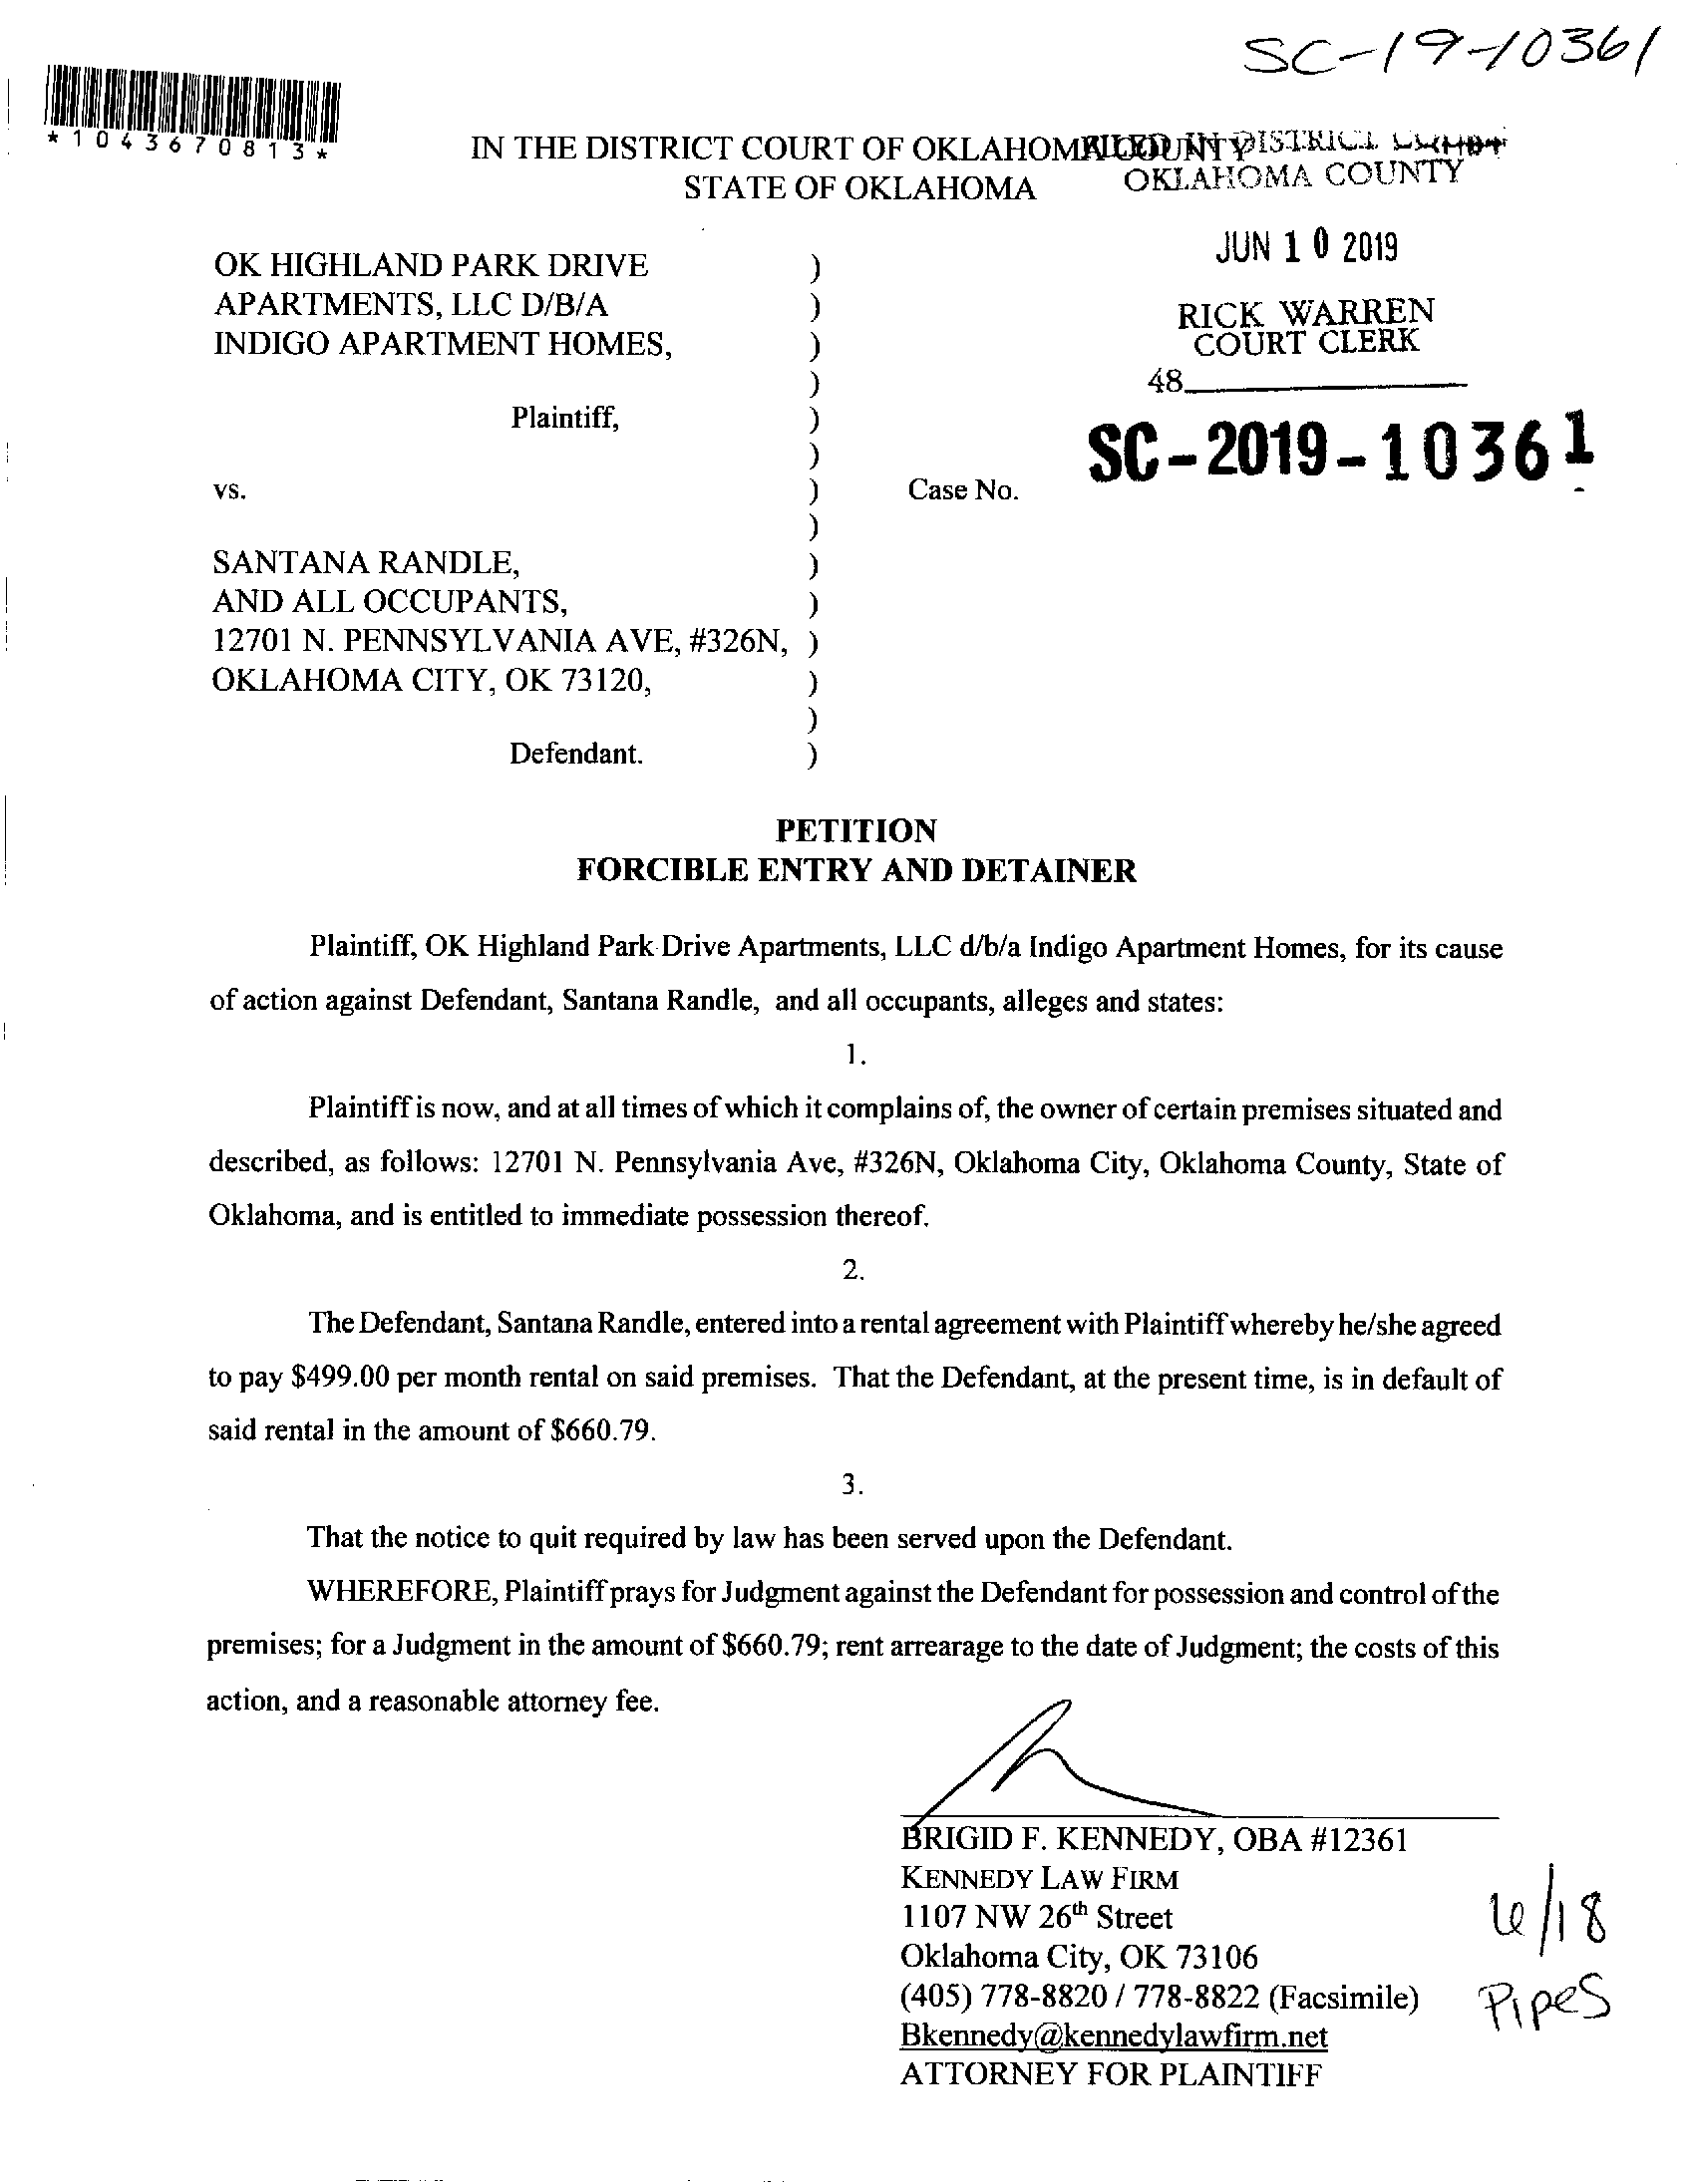 SC-19-10361
*1043670813*
IN THE DISTRICT COURT OF OKLAHOMA COUNTY
STATE OF OKLAHOMA
FILED IN DISTRICT COURT
OKLAHOMA COUNTY
JUN 10 2019
RICK WARREN
COURT CLERK
48
OK HIGHLAND PARK DRIVE )
APARTMENTS, LLC D/B/A )
INDIGO APARTMENT HOMES, )
)
Plaintiff, )
)
vs. ) Case No. SC-2019-10361
)
SANTANA RANDLE, )
AND ALL OCCUPANTS, )
12701 N. PENNSYLVANIA AVE, #326N, )
OKLAHOMA CITY, OK 73120, )
)
Defendant. )
PETITION
FORCIBLE ENTRY AND DETAINER
Plaintiff, OK Highland Park Drive Apartments, LLC d/b/a Indigo Apartment Homes, for its cause
of action against Defendant, Santana Randle, and all occupants, alleges and states:
1.
Plaintiff is now, and at all times of which it complains of, the owner of certain premises situated and
described, as follows: 12701 N. Pennsylvania Ave, #326N, Oklahoma City, Oklahoma County, State of
Oklahoma, and is entitled to immediate possession thereof.
2.
The Defendant, Santana Randle, entered into a rental agreement with Plaintiff whereby he/she agreed
to pay $499.00 per month rental on said premises. That the Defendant, at the present time, is in default of
said rental in the amount of $660.79.
3.
That the notice to quit required by law has been served upon the Defendant.
WHEREFORE, Plaintiff prays for Judgment against the Defendant for possession and control of the
premises; for a Judgment in the amount of $660.79; rent arrearage to the date of Judgment; the costs of this
action, and a reasonable attorney fee.
BRIGID F. KENNEDY, OBA #12361
KENNEDY LAW FIRM
1107 NW 26th Street
Oklahoma City, OK 73106
(405) 778-8820 / 778-8822 (Facsimile)
Bkennedy@kennedylawfirm.net
ATTORNEY FOR PLAINTIFF
6/18
Pipes